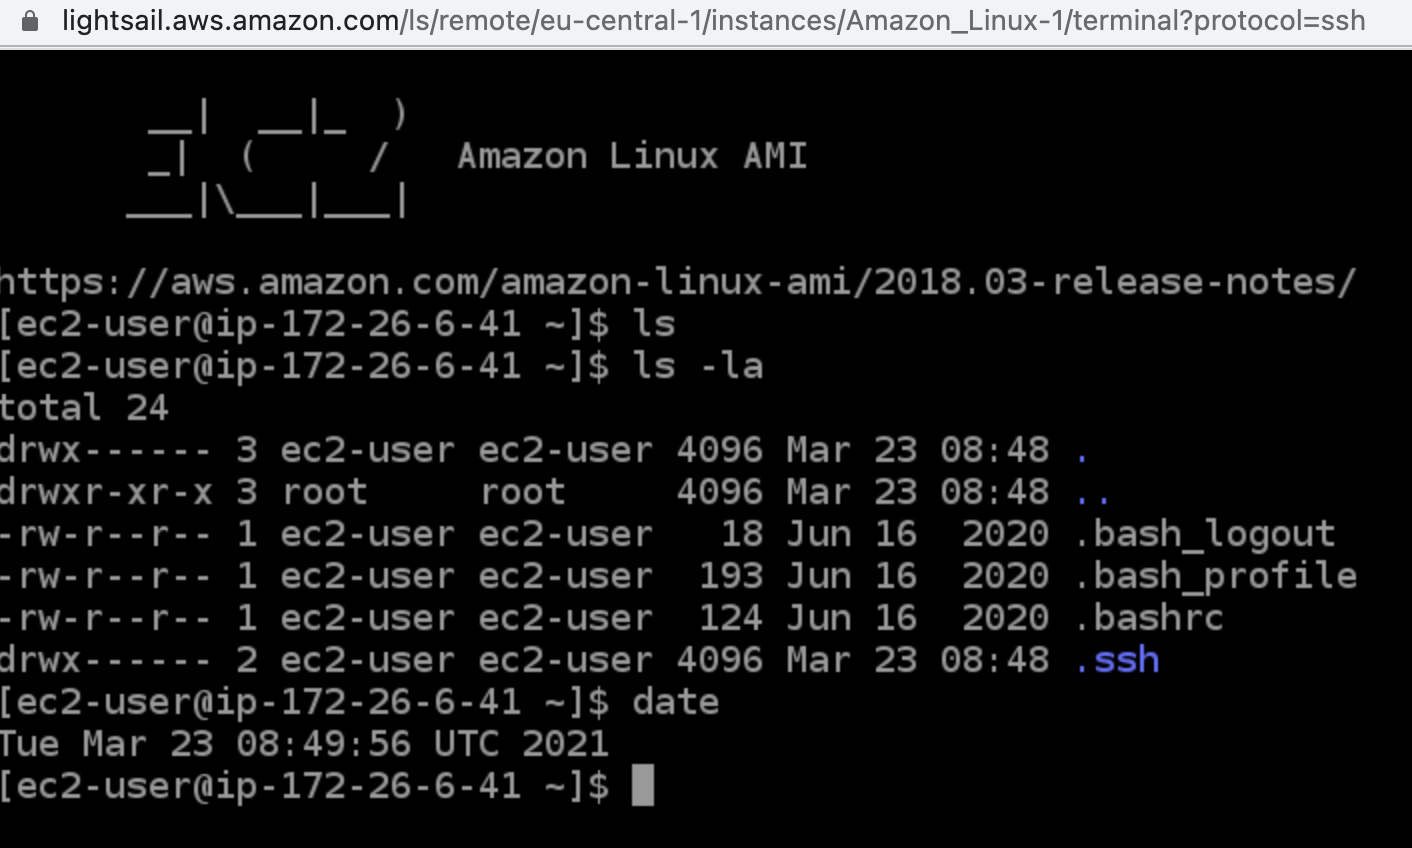 lightsail.aws.amazon.com/ls/remote/eu-central-1/instances/Amazon_Linux-1/terminal?protocol=ssh
__|  __|_  )
_|  (     /   Amazon Linux AMI
___|\___|___|
https://aws.amazon.com/amazon-linux-ami/2018.03-release-notes/
[ec2-user@ip-172-26-6-41 ~]$ ls
[ec2-user@ip-172-26-6-41 ~]$ ls -la
total 24
drwx------ 3 ec2-user ec2-user 4096 Mar 23 08:48 .
drwxr-xr-x 3 root     root     4096 Mar 23 08:48 ..
-rw-r--r-- 1 ec2-user ec2-user   18 Jun 16  2020 .bash_logout
-rw-r--r-- 1 ec2-user ec2-user  193 Jun 16  2020 .bash_profile
-rw-r--r-- 1 ec2-user ec2-user  124 Jun 16  2020 .bashrc
drwx------ 2 ec2-user ec2-user 4096 Mar 23 08:48 .ssh
[ec2-user@ip-172-26-6-41 ~]$ date
Tue Mar 23 08:49:56 UTC 2021
[ec2-user@ip-172-26-6-41 ~]$